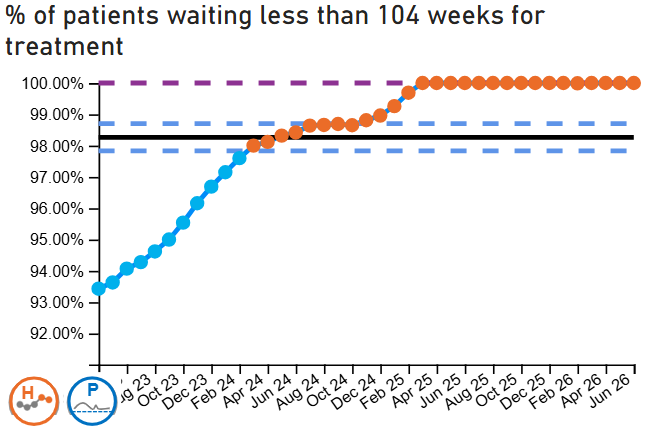 % of patients waiting less than 104 weeks for
treatment
100.00%
99.00%
98.00%
97.00%
96.00%
95.00%
94.00%
93.00%
92.00%
23 Oct 23 Dec 23 Feb 24 Apr 24 Jun 24 Aug 24 Oct 24 Dec 24 Feb 25 Apr 25 Jun 25 Aug 25 Oct 25 Dec 25 Feb 26 Apr 26 Jun 26
H P